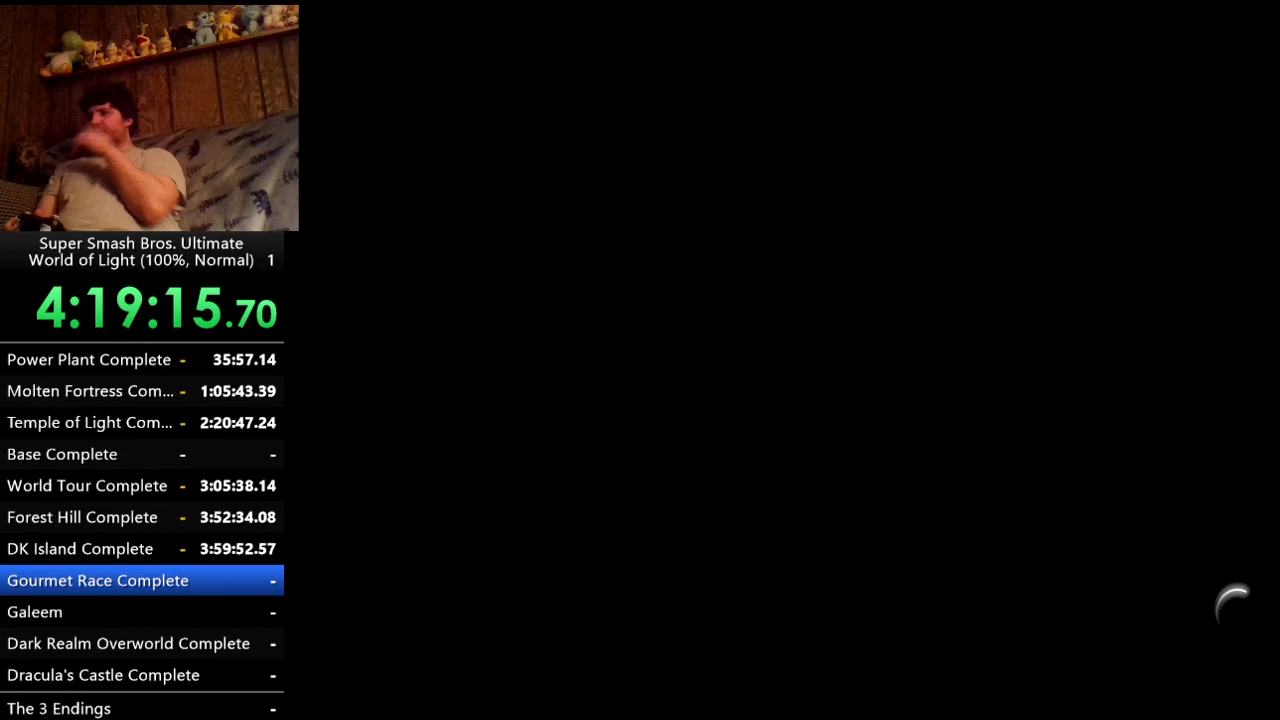 Super Smash Bros. Ultimate
World of Light (100%, Normal) 1
4:19:15.70
Power Plant Complete - 35:57.14
Molten Fortress Com... - 1:05:43.39
Temple of Light Com... - 2:20:47.24
Base Complete - -
World Tour Complete - 3:05:38.14
Forest Hill Complete - 3:52:34.08
DK Island Complete - 3:59:52.57
Gourmet Race Complete -
Galeem -
Dark Realm Overworld Complete -
Dracula's Castle Complete -
The 3 Endings -